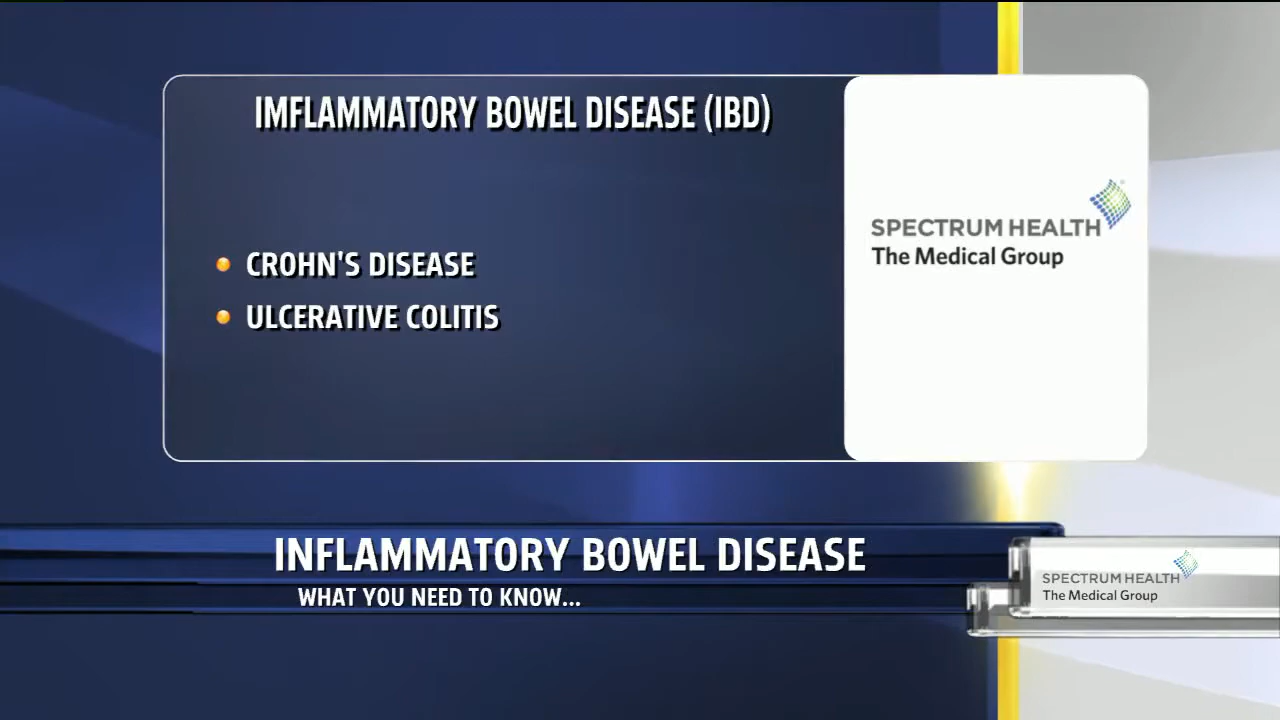 IMFLAMMATORY BOWEL DISEASE (IBD)
CROHN'S DISEASE
ULCERATIVE COLITIS
SPECTRUM HEALTH
The Medical Group
INFLAMMATORY BOWEL DISEASE
WHAT YOU NEED TO KNOW...
SPECTRUM HEALTH
The Medical Group